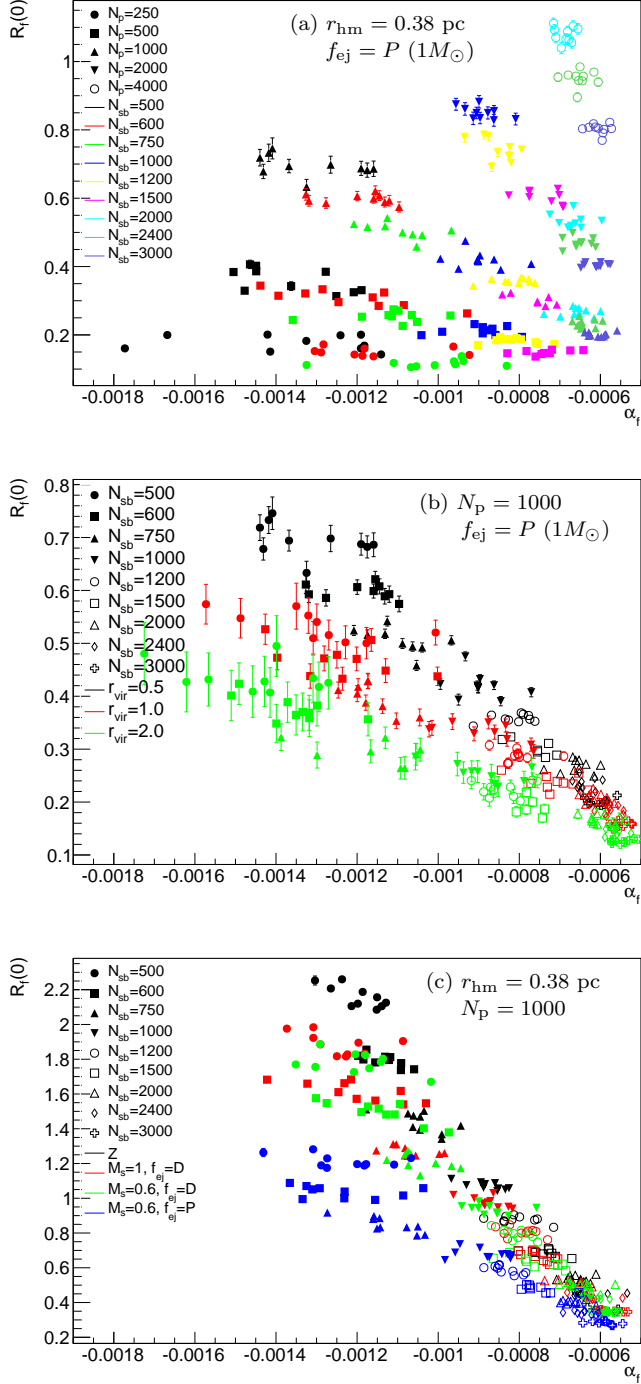 R_f(0)
1
0.8
0.6
0.4
0.2
N_p=250
N_p=500
N_p=1000
N_p=2000
N_p=4000
N_sb=500
N_sb=600
N_sb=750
N_sb=1000
N_sb=1200
N_sb=1500
N_sb=2000
N_sb=2400
N_sb=3000
(a) r_hm = 0.38 pc
f_ej = P (1M_⊙)
-0.0018 -0.0016 -0.0014 -0.0012 -0.001 -0.0008 -0.0006
α_f
R_f(0)
0.8
0.7
0.6
0.5
0.4
0.3
0.2
0.1
N_sb=500
N_sb=600
N_sb=750
N_sb=1000
N_sb=1200
N_sb=1500
N_sb=2000
N_sb=2400
N_sb=3000
r_vir=0.5
r_vir=1.0
r_vir=2.0
(b) N_p = 1000
f_ej = P (1M_⊙)
-0.0018 -0.0016 -0.0014 -0.0012 -0.001 -0.0008 -0.0006
α_f
R_f(0)
2.2
2
1.8
1.6
1.4
1.2
1
0.8
0.6
0.4
0.2
N_sb=500
N_sb=600
N_sb=750
N_sb=1000
N_sb=1200
N_sb=1500
N_sb=2000
N_sb=2400
N_sb=3000
Z
M_s=1, f_ej=D
M_s=0.6, f_ej=D
M_s=0.6, f_ej=P
(c) r_hm = 0.38 pc
N_p = 1000
-0.0018 -0.0016 -0.0014 -0.0012 -0.001 -0.0008 -0.0006
α_f